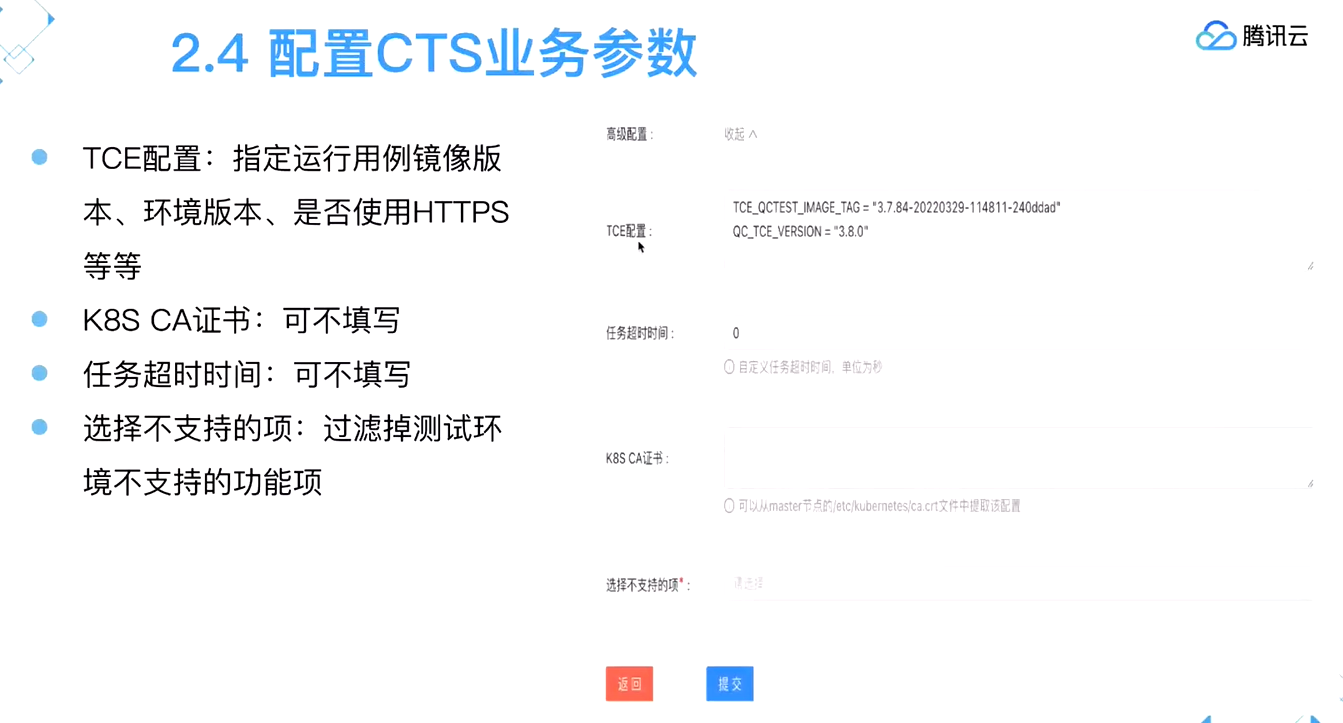 2.4 配置CTS业务参数
腾讯云
TCE配置：指定运行用例镜像版
本、环境版本、是否使用HTTPS
等等
K8S CA证书：可不填写
任务超时时间：可不填写
选择不支持的项：过滤掉测试环
境不支持的功能项
高级配置 : 收起
TCE配置 : TCE_QCTEST_IMAGE_TAG = "3.7.84-20220329-114811-240ddad"
QC_TCE_VERSION = "3.8.0"
任务超时时间 : 0
自定义任务超时时间，单位为秒
K8S CA证书 :
可以从master节点的/etc/kubernetes/ca.crt文件中提取该配置
选择不支持的项* : 请选择
返回 提交